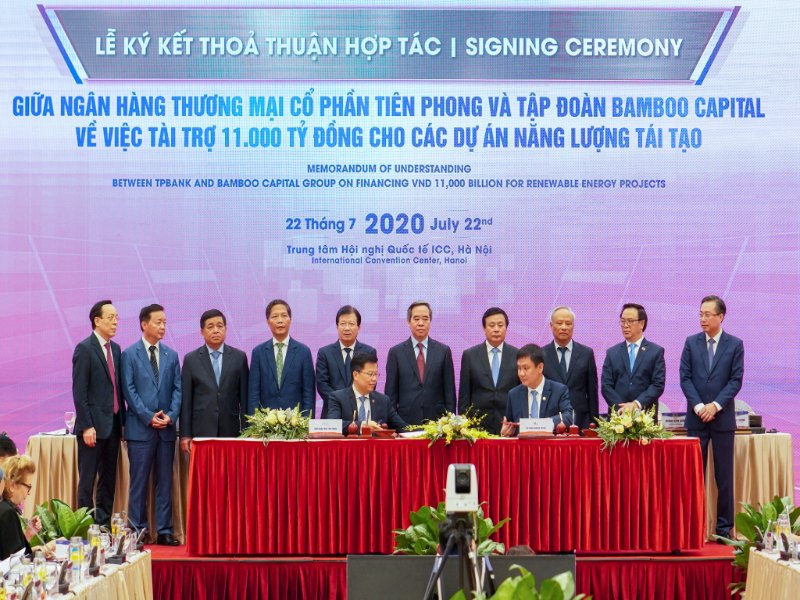 LỄ KÝ KẾT THOẢ THUẬN HỢP TÁC | SIGNING CEREMONY
GIỮA NGÂN HÀNG THƯƠNG MẠI CỔ PHẦN TIÊN PHONG VÀ TẬP ĐOÀN BAMBOO CAPITAL
VỀ VIỆC TÀI TRỢ 11.000 TỶ ĐỒNG CHO CÁC DỰ ÁN NĂNG LƯỢNG TÁI TẠO
MEMORANDUM OF UNDERSTANDING
BETWEEN TPBANK AND BAMBOO CAPITAL GROUP ON FINANCING VND 11,000 BILLION FOR RENEWABLE ENERGY PROJECTS
22 Tháng 7 2020 July 22nd
Trung tâm Hội nghị Quốc tế ICC, Hà Nội
International Convention Center, Hanoi